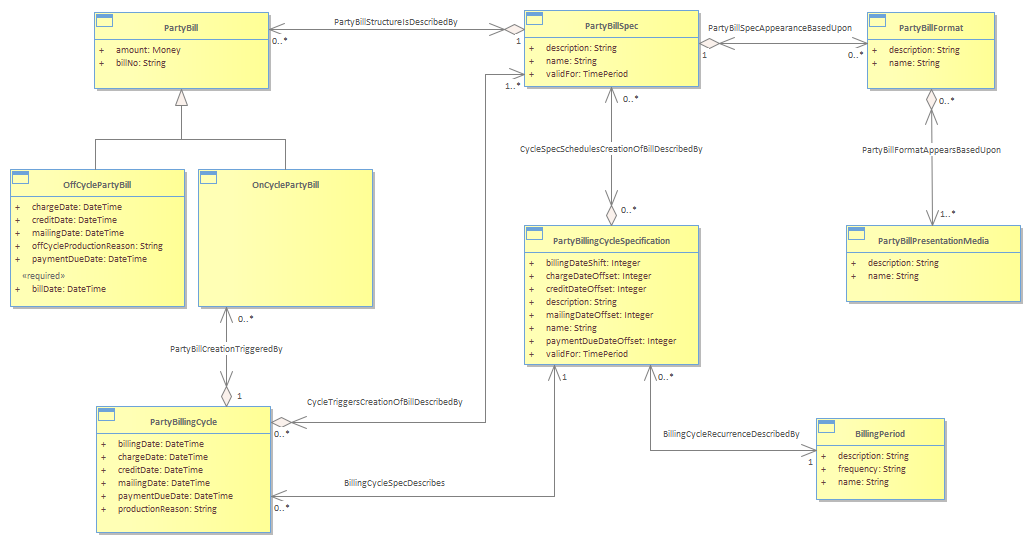 PartyBill
+ amount: Money
+ billNo: String
PartyBillStructureIsDescribedBy
0..*
1
PartyBillSpec
+ description: String
+ name: String
+ validFor: TimePeriod
PartyBillSpecAppearanceBasedUpon
1
0..*
PartyBillFormat
+ description: String
+ name: String
1..*
0..*
0..*
CycleSpecSchedulesCreationOfBillDescribedBy
PartyBillFormatAppearsBasedUpon
OffCyclePartyBill
+ chargeDate: DateTime
+ creditDate: DateTime
+ mailingDate: DateTime
+ offCycleProductionReason: String
+ paymentDueDate: DateTime
«required»
+ billDate: DateTime
OnCyclePartyBill
0..*
1..*
PartyBillingCycleSpecification
+ billingDateShift: Integer
+ chargeDateOffset: Integer
+ creditDateOffset: Integer
+ description: String
+ mailingDateOffset: Integer
+ name: String
+ paymentDueDateOffset: Integer
+ validFor: TimePeriod
PartyBillPresentationMedia
+ description: String
+ name: String
0..*
PartyBillCreationTriggeredBy
1
1
0..*
CycleTriggersCreationOfBillDescribedBy
0..*
PartyBillingCycle
+ billingDate: DateTime
+ chargeDate: DateTime
+ creditDate: DateTime
+ mailingDate: DateTime
+ paymentDueDate: DateTime
+ productionReason: String
BillingCycleRecurrenceDescribedBy
1
BillingPeriod
+ description: String
+ frequency: String
+ name: String
BillingCycleSpecDescribes
0..*